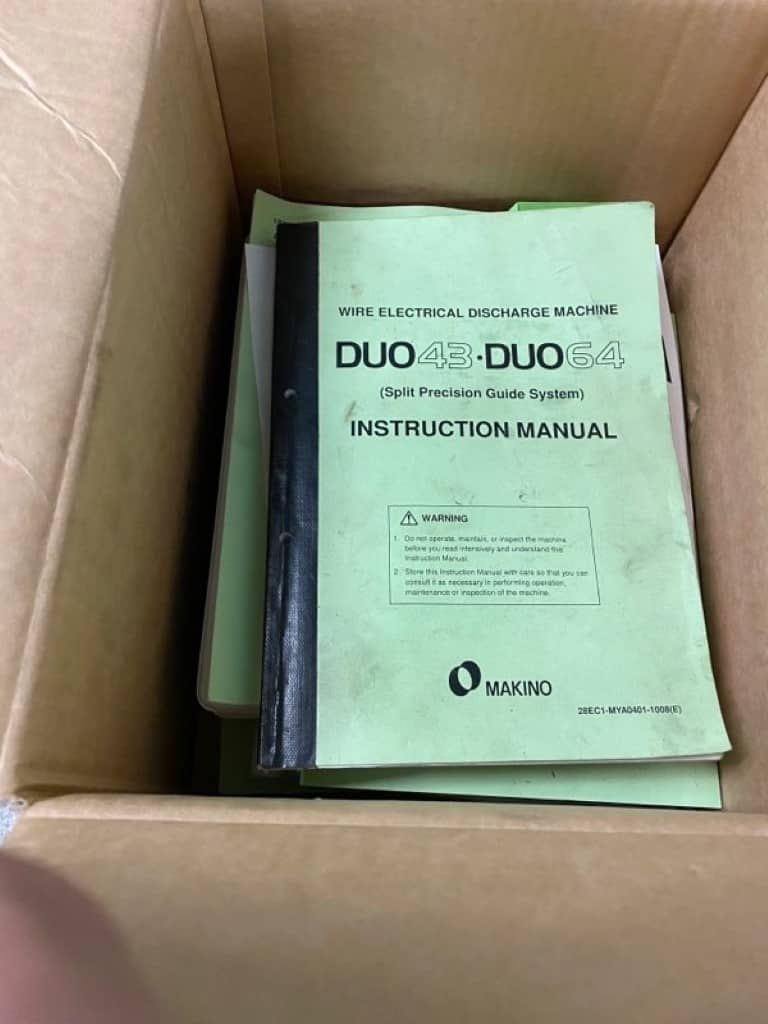 WIRE ELECTRICAL DISCHARGE MACHINE
DUO43·DUO64
(Split Precision Guide System)
INSTRUCTION MANUAL
WARNING
1. Do not operate, maintain, or inspect the machine
before you read intensively and understand this
Instruction Manual.
2. Store this Instruction Manual with care so that you can
consult it as necessary in performing operation,
maintenance or inspection of the machine.
MAKINO
28EC1-MYA0401-1008(E)